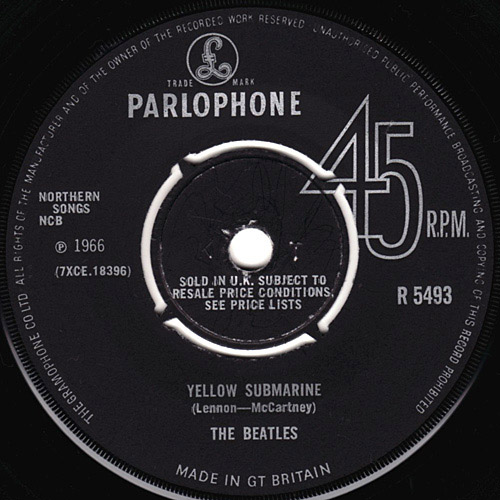 THE GRAMOPHONE CO LTD. ALL RIGHTS OF THE MANUFACTURER AND OF THE OWNER OF THE RECORDED WORK RESERVED. UNAUTHORISED PUBLIC PERFORMANCE BROADCASTING AND COPYING OF THIS RECORD PROHIBITED
£
TRADE MARK
PARLOPHONE
45
R.P.M.
NORTHERN
SONGS
NCB
℗ 1966
(7XCE.18396)
SOLD IN U.K. SUBJECT TO
RESALE PRICE CONDITIONS,
SEE PRICE LISTS
R 5493
YELLOW SUBMARINE
(Lennon—McCartney)
THE BEATLES
MADE IN GT BRITAIN